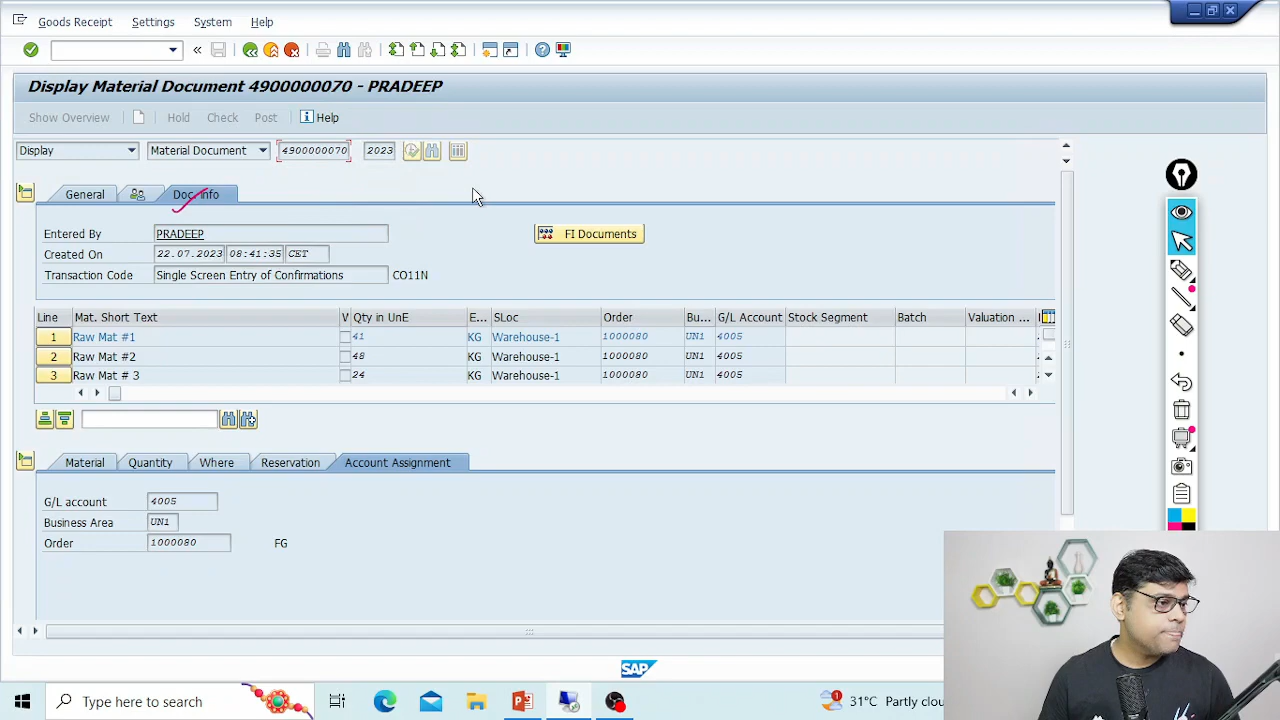 Goods Receipt Settings System Help
Display Material Document 4900000070 - PRADEEP
Show Overview Hold Check Post Help
Display Material Document 4900000070 2023
General Doc. info
Entered By PRADEEP FI Documents
Created On 22.07.2023 08:41:35 CET
Transaction Code Single Screen Entry of Confirmations CO11N
Line Mat. Short Text V Qty in UnE E... SLoc Order Bu... G/L Account Stock Segment Batch Valuation ...
1 Raw Mat #1 41 KG Warehouse-1 1000080 UN1 4005
2 Raw Mat #2 48 KG Warehouse-1 1000080 UN1 4005
3 Raw Mat # 3 24 KG Warehouse-1 1000080 UN1 4005
Material Quantity Where Reservation Account Assignment
G/L account 4005
Business Area UN1
Order 1000080 FG
SAP
Type here to search 1 31°C Partly clou